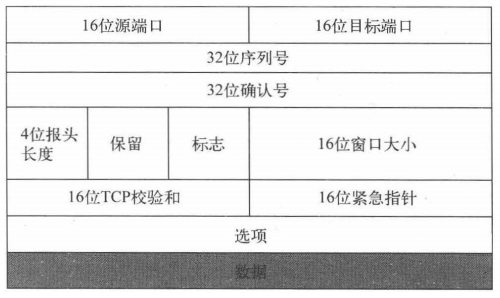 16位源端口
16位目标端口
32位序列号
32位确认号
4位报头
长度
保留
标志
16位窗口大小
16位TCP校验和
16位紧急指针
选项
数据